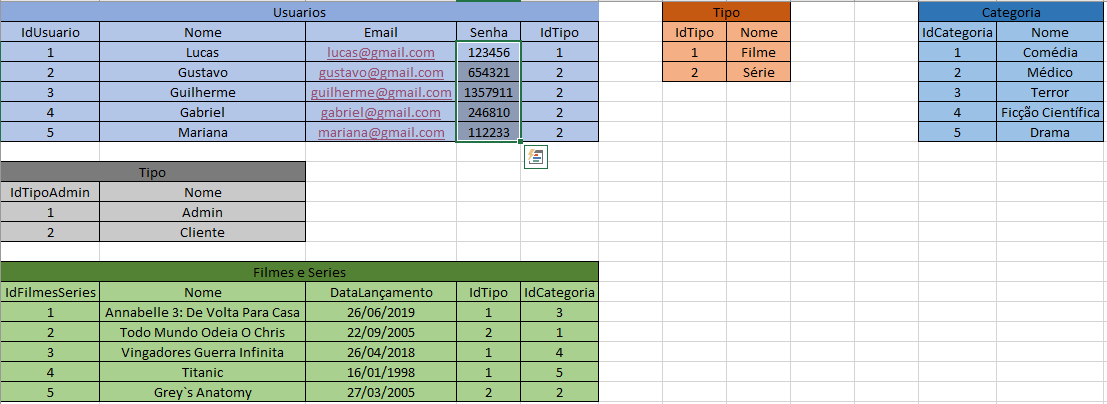 Usuarios Tipo Categoria
IdUsuario Nome Email Senha IdTipo IdTipo Nome IdCategoria Nome
1 Lucas lucas@gmail.com 123456 1 1 Filme 1 Comédia
2 Gustavo gustavo@gmail.com 654321 2 2 Série 2 Médico
3 Guilherme guilherme@gmail.com 1357911 2 3 Terror
4 Gabriel gabriel@gmail.com 246810 2 4 Ficção Científica
5 Mariana mariana@gmail.com 112233 2 5 Drama
Tipo
IdTipoAdmin Nome
1 Admin
2 Cliente
Filmes e Series
IdFilmesSeries Nome DataLançamento IdTipo IdCategoria
1 Annabelle 3: De Volta Para Casa 26/06/2019 1 3
2 Todo Mundo Odeia O Chris 22/09/2005 2 1
3 Vingadores Guerra Infinita 26/04/2018 1 4
4 Titanic 16/01/1998 1 5
5 Grey`s Anatomy 27/03/2005 2 2